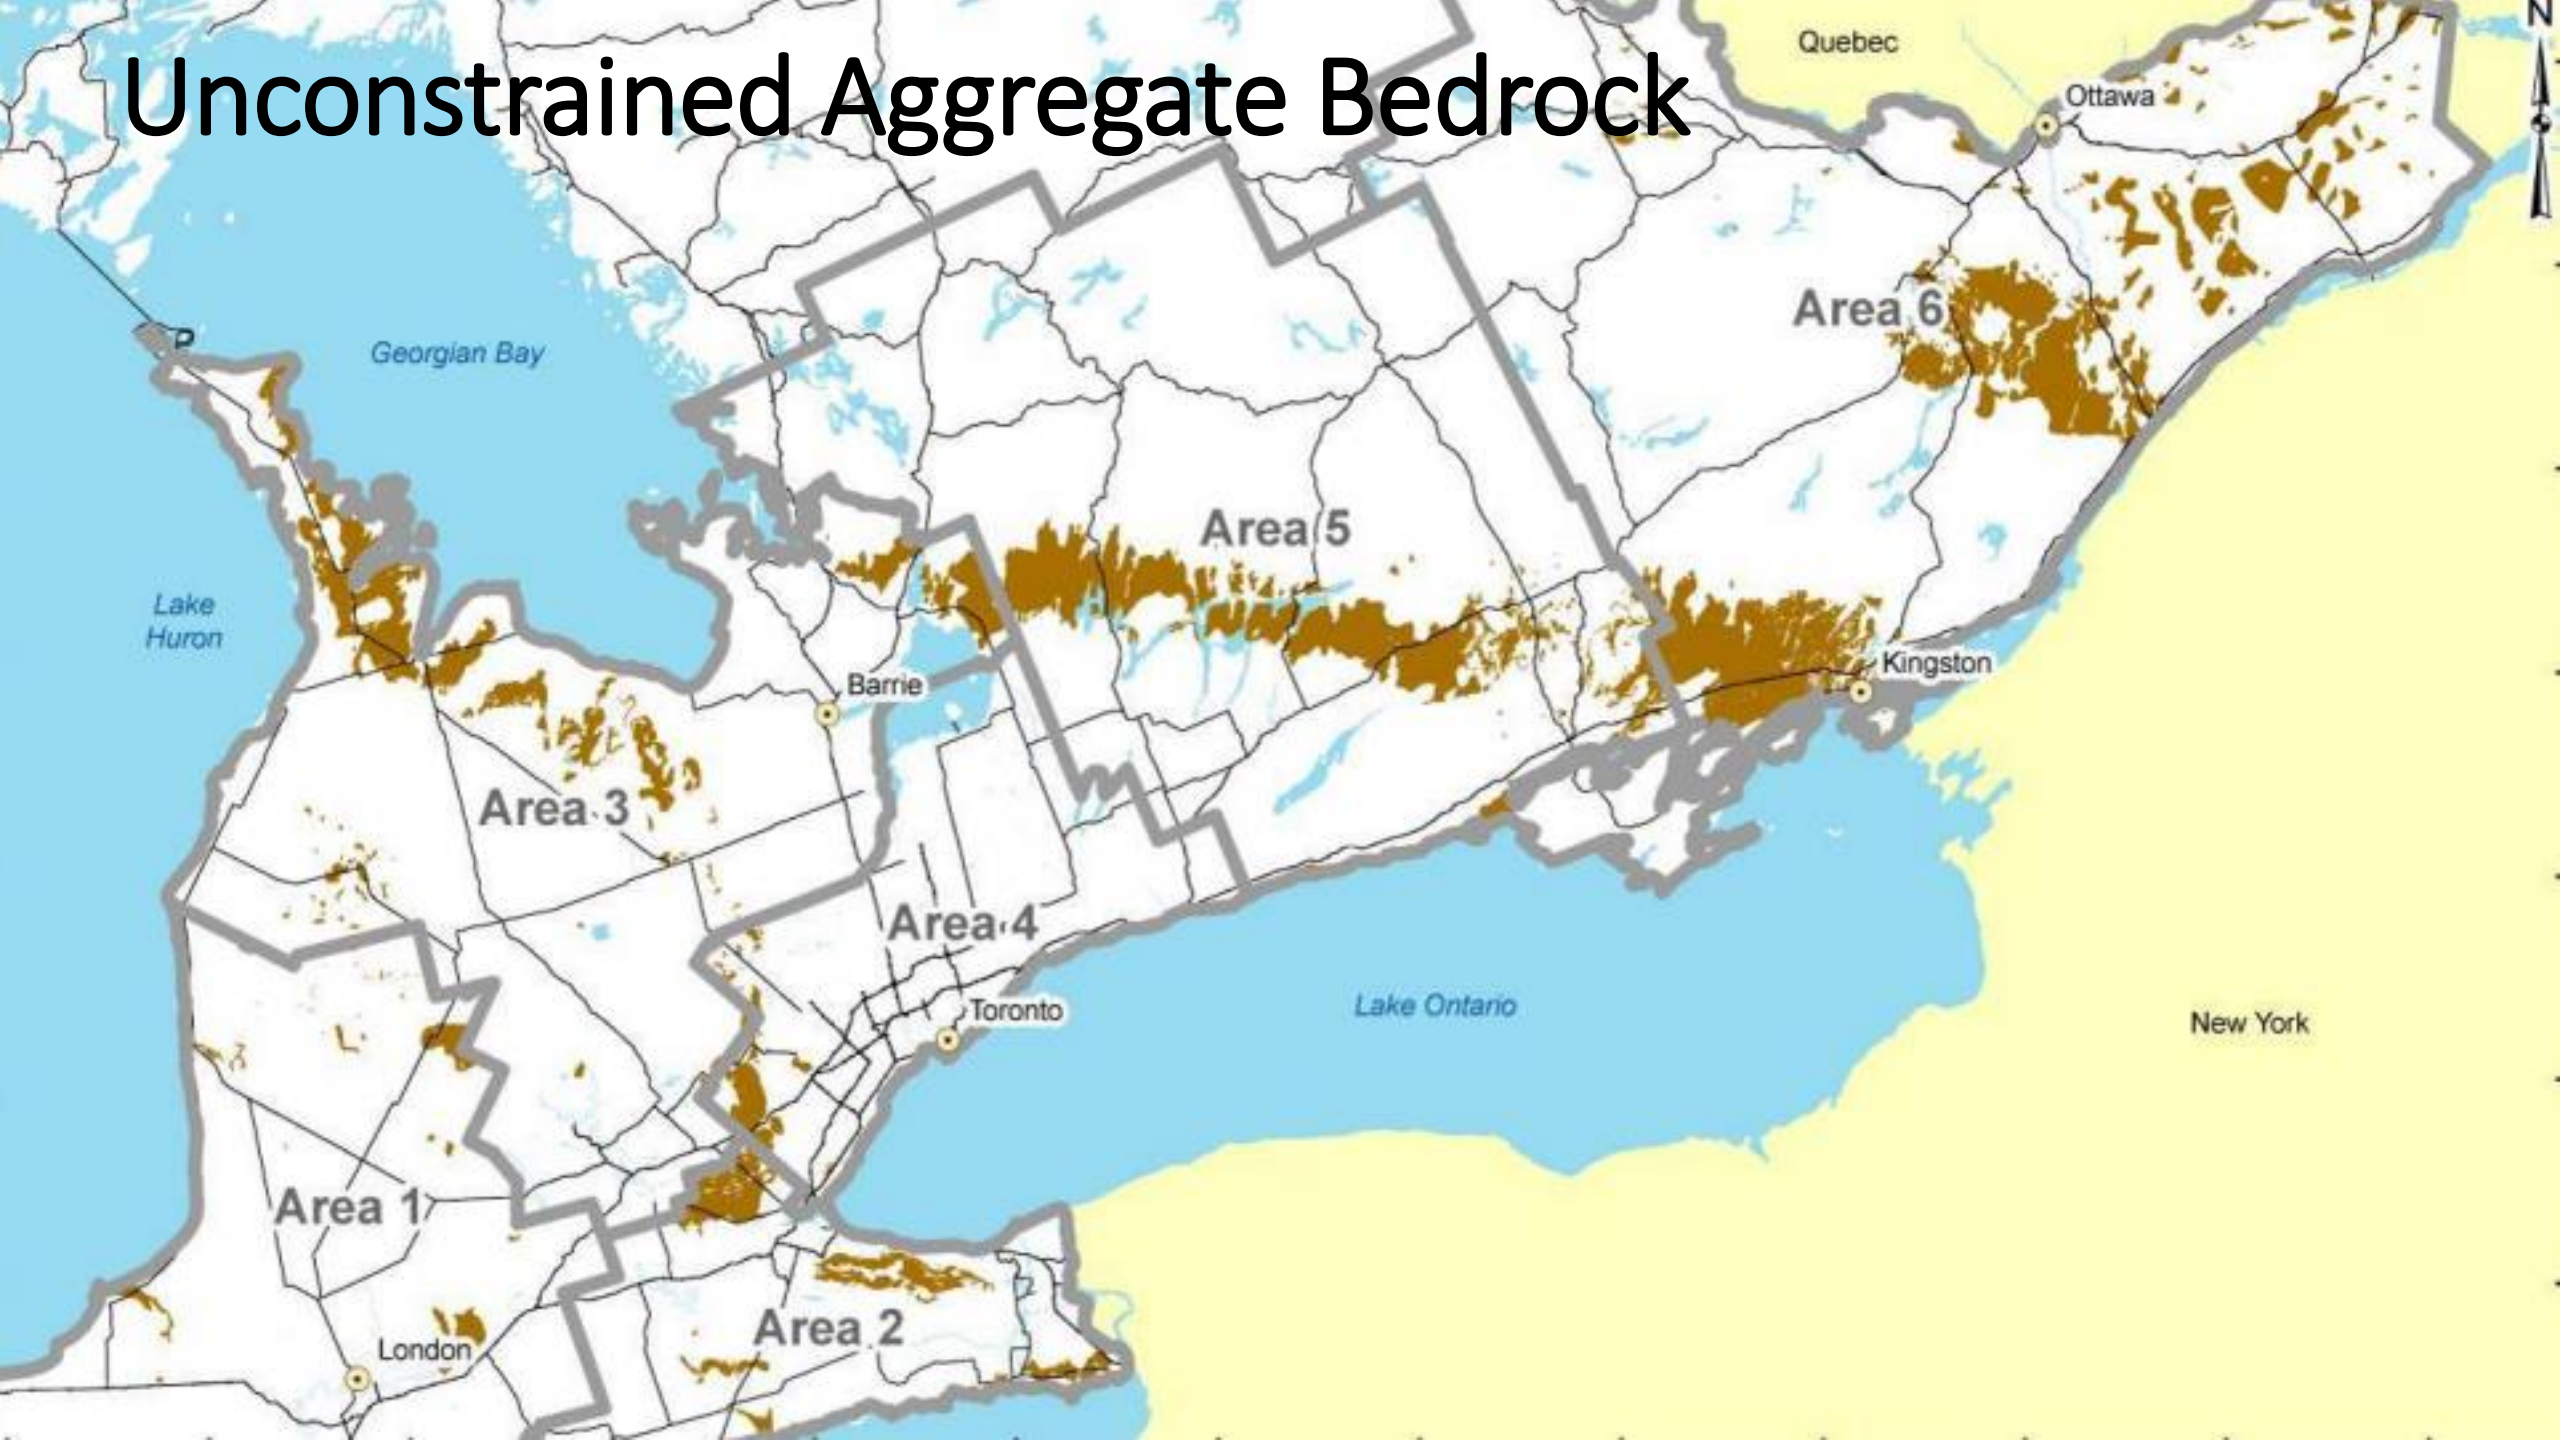 Unconstrained Aggregate Bedrock
N
Quebec
Ottawa
P
Georgian Bay
Area 6
Area 5
Lake
Huron
Kingston
Barrie
Area 3
Area 4
Toronto
Lake Ontario
New York
Area 1
Area 2
London